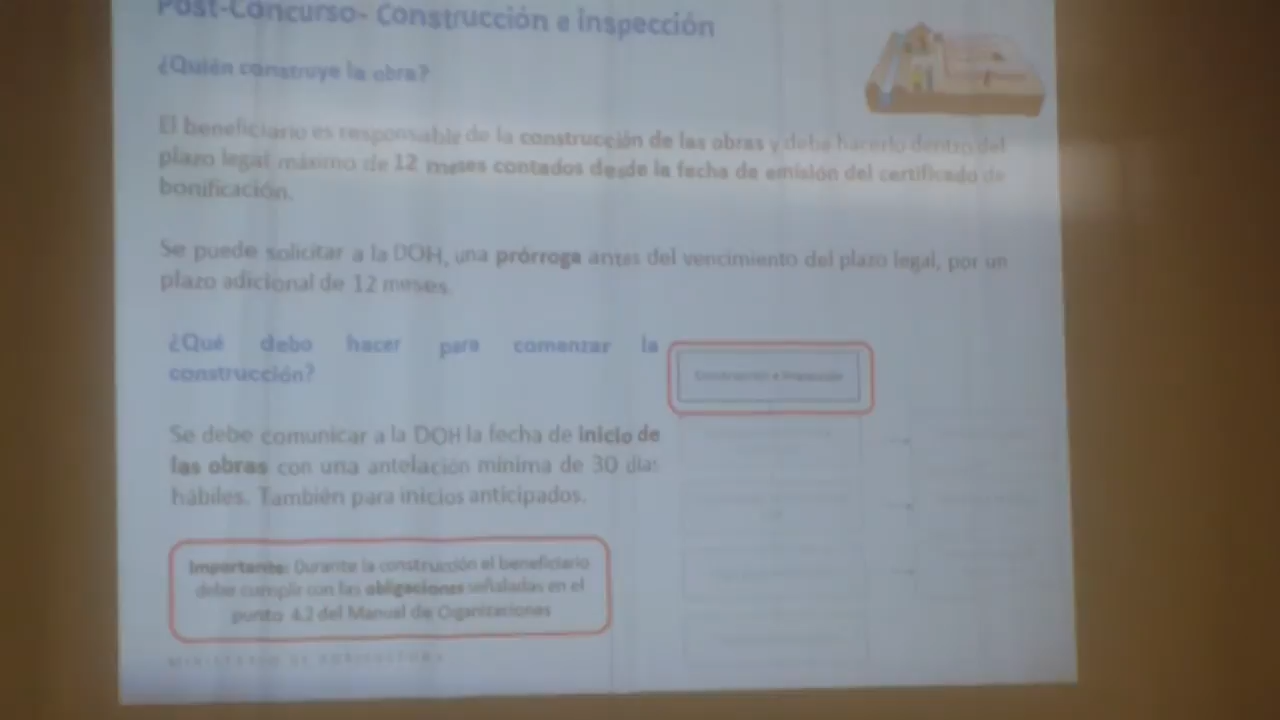 Post-Concurso- Construcción e inspección
¿Quién construye la obra?
El beneficiario es responsable de la construcción de las obras y debe hacerlo dentro del
plazo legal máximo de 12 meses contados desde la fecha de emisión del certificado de
bonificación.
Se puede solicitar a la DOH, una prórroga antes del vencimiento del plazo legal, por un
plazo adicional de 12 meses.
¿Qué debo hacer para comenzar la
construcción?
Construcción e Inspección
Se debe comunicar a la DOH la fecha de inicio de
las obras con una antelación mínima de 30 días
hábiles. También para inicios anticipados.
Importante: Durante la construcción el beneficiario
debe cumplir con las obligaciones señaladas en el
punto 4.2 del Manual de Organizaciones
MINISTERIO DE AGRICULTURA